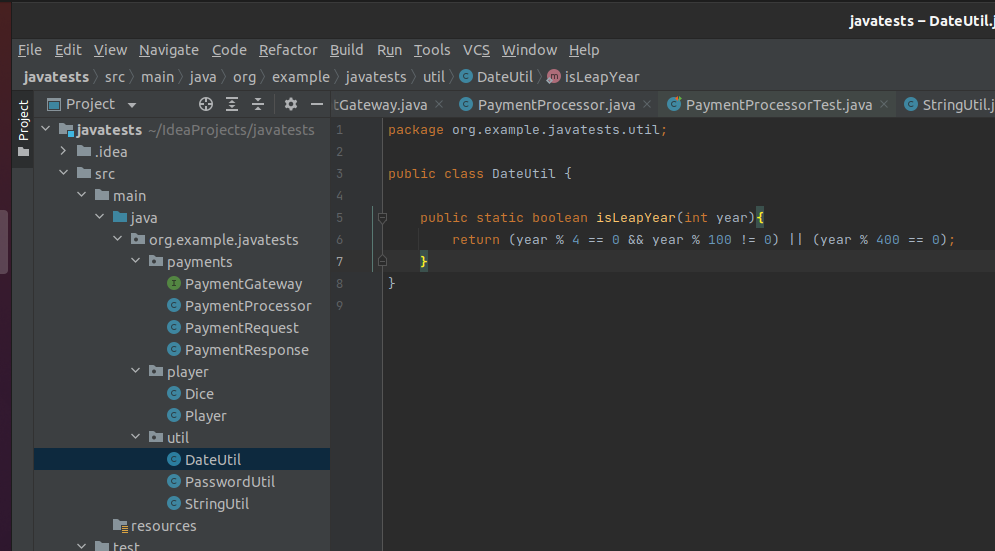 javatests – DateUtil.j
File Edit View Navigate Code Refactor Build Run Tools VCS Window Help
javatests src main java org example javatests util DateUtil isLeapYear
Project
Project
tGateway.java PaymentProcessor.java PaymentProcessorTest.java StringUtil.j
javatests ~/IdeaProjects/javatests
.idea
src
main
java
org.example.javatests
payments
PaymentGateway
PaymentProcessor
PaymentRequest
PaymentResponse
player
Dice
Player
util
DateUtil
PasswordUtil
StringUtil
resources
test
1 package org.example.javatests.util;
2
3 public class DateUtil {
4
5 public static boolean isLeapYear(int year){
6 return (year % 4 == 0 && year % 100 != 0) || (year % 400 == 0);
7 }
8 }
9